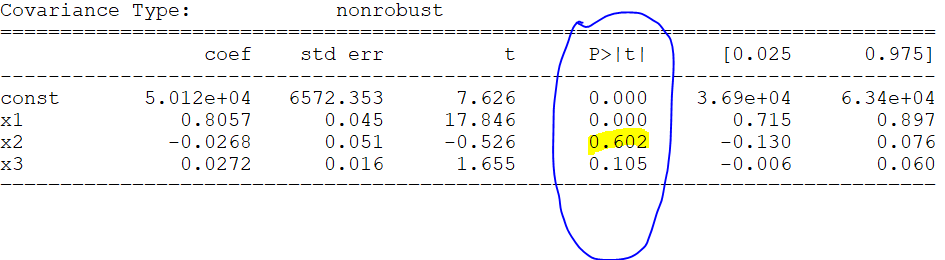 Covariance Type: nonrobust
==============================================================================
coef std err t P>|t| [0.025 0.975]
------------------------------------------------------------------------------
const 5.012e+04 6572.353 7.626 0.000 3.69e+04 6.34e+04
x1 0.8057 0.045 17.846 0.000 0.715 0.897
x2 -0.0268 0.051 -0.526 0.602 -0.130 0.076
x3 0.0272 0.016 1.655 0.105 -0.006 0.060
------------------------------------------------------------------------------